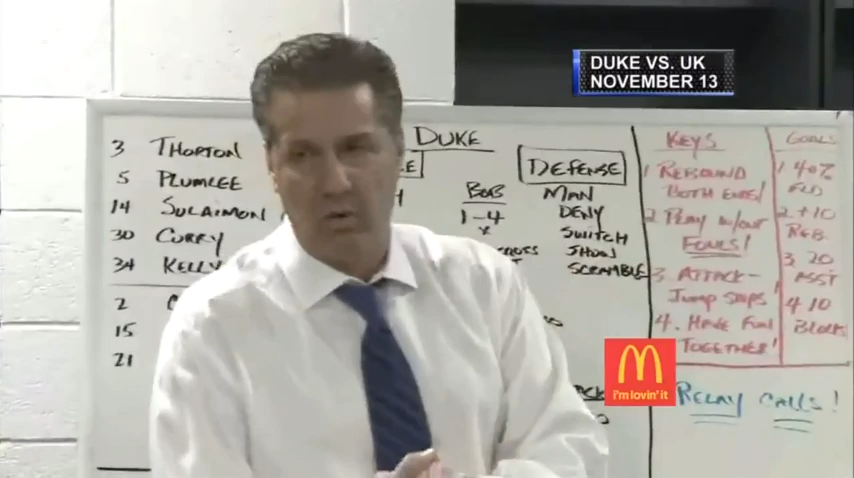 DUKE VS. UK
NOVEMBER 13
DUKE
3 THORTON
5 PLUMLEE
14 SULAIMON
30 CURRY
34 KELLY
2
15
21
BOB
1-4
X
DEFENSE
MAN
DENY
SWITCH
SHOW
SCRAMBLE
KEYS
1 REBOUND
BOTH ENDS!
2 PLAY w/out
FOULS!
3. ATTACK-
JUMP STOPS
4. HAVE FUN
TOGETHER!
GOALS
1 40%
FLD
2 +10
REB.
3 20
ASST
4 10
BLOCKS
RELAY CALLS!
M
i'm lovin' it